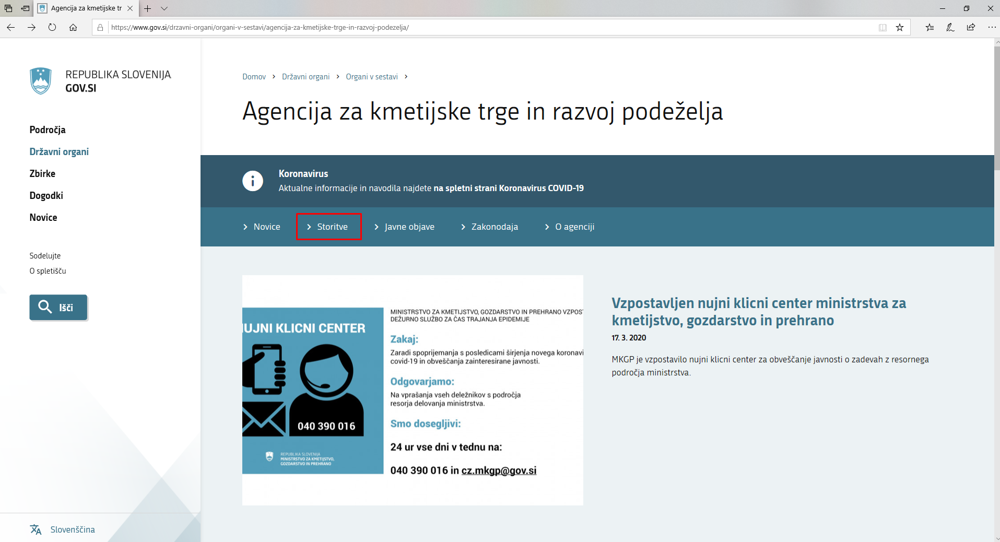 Agencija za kmetijske tr
https://www.gov.si/drzavni-organi/organi-v-sestavi/agencija-za-kmetijske-trge-in-razvoj-podezelja/
REPUBLIKA SLOVENIJA
GOV.SI
Področja
Državni organi
Zbirke
Dogodki
Novice
Sodelujte
O spletišču
Išči
Slovenščina
Domov > Državni organi > Organi v sestavi >
Agencija za kmetijske trge in razvoj podeželja
Koronavirus
Aktualne informacije in navodila najdete na spletni strani Koronavirus COVID-19
> Novice > Storitve > Javne objave > Zakonodaja > O agenciji
UJNI KLICNI CENTER
040 390 016
REPUBLIKA SLOVENIJA
MINISTRSTVO ZA KMETIJSTVO,
GOZDARSTVO IN PREHRANO
MINISTRSTVO ZA KMETIJSTVO, GOZDARSTVO IN PREHRANO VZPOST
DEŽURNO SLUŽBO ZA ČAS TRAJANJA EPIDEMIJE
Zakaj:
Zaradi spoprijemanja s posledicami širjenja novega koronavi
covid-19 in obveščanja zainteresirane javnosti.
Odgovarjamo:
Na vprašanja vseh deležnikov s področja
resorja delovanja ministrstva.
Smo dosegljivi:
24 ur vse dni v tednu na:
040 390 016 in cz.mkgp@gov.si
Vzpostavljen nujni klicni center ministrstva za
kmetijstvo, gozdarstvo in prehrano
17. 3. 2020
MKGP je vzpostavilo nujni klicni center za obveščanje javnosti o zadevah z resornega
področja ministrstva.